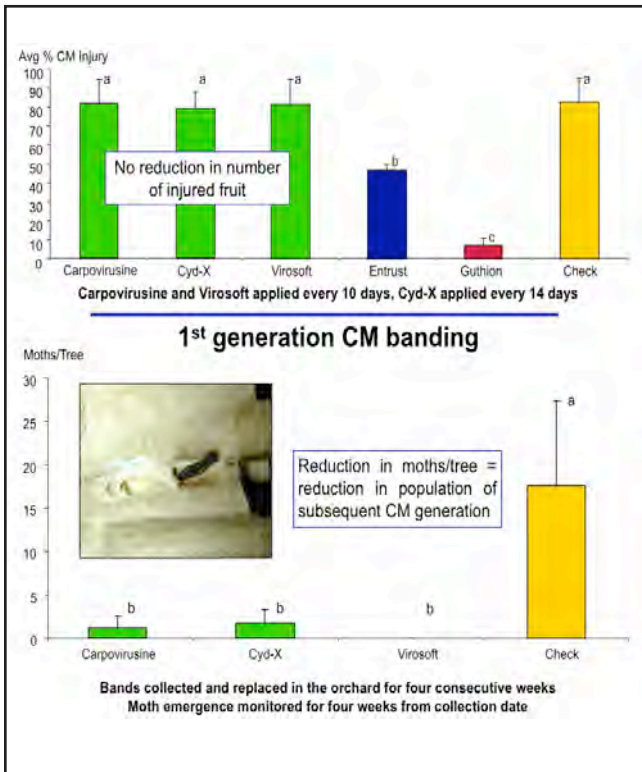 Avg % CM Injury
100
90
80
70
60
50
40
30
20
10
0
a
a
a
b
c
a
No reduction in number
of injured fruit
Carpovirusine Cyd-X Virosoft Entrust Guthion Check
Carpovirusine and Virosoft applied every 10 days, Cyd-X applied every 14 days
1st generation CM banding
Moths/Tree
30
25
20
15
10
5
0
Reduction in moths/tree =
reduction in population of
subsequent CM generation
b
b
b
a
Carpovirusine Cyd-X Virosoft Check
Bands collected and replaced in the orchard for four consecutive weeks
Moth emergence monitored for four weeks from collection date